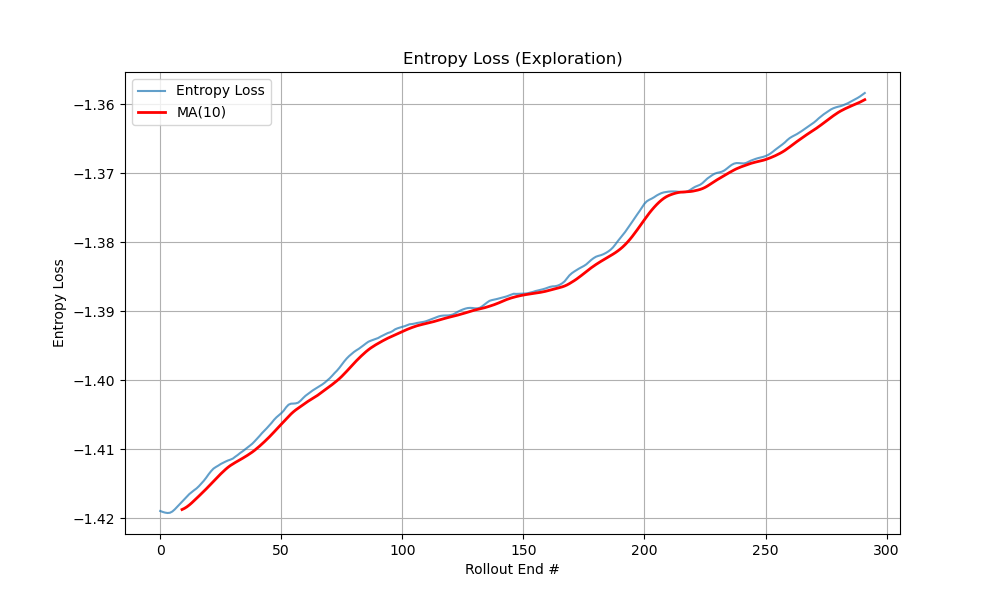 Entropy Loss (Exploration)
Entropy Loss
MA(10)
−1.36
−1.37
−1.38
−1.39
−1.40
−1.41
−1.42
Entropy Loss
0 50 100 150 200 250 300
Rollout End #